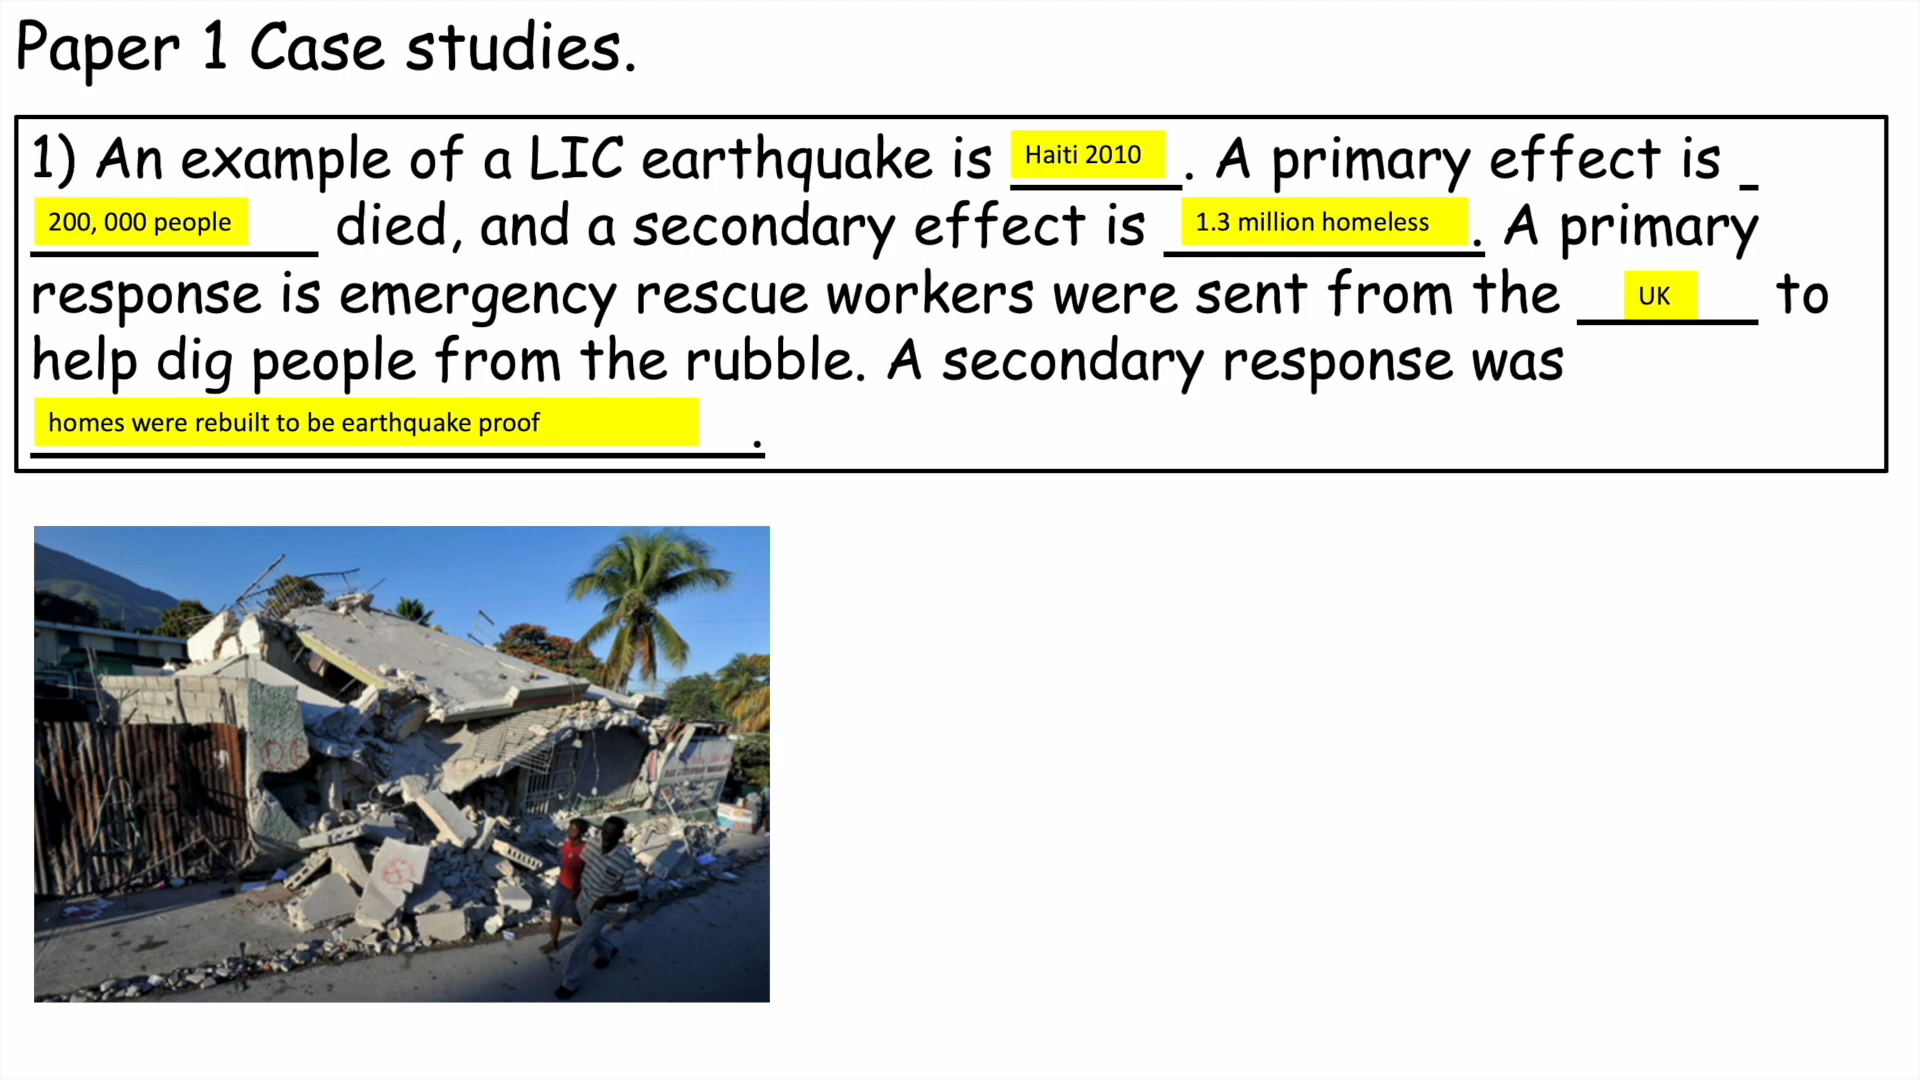 Paper 1 Case studies.
1) An example of a LIC earthquake is Haiti 2010. A primary effect is _
200, 000 people died, and a secondary effect is 1.3 million homeless. A primary
response is emergency rescue workers were sent from the UK to
help dig people from the rubble. A secondary response was
homes were rebuilt to be earthquake proof.